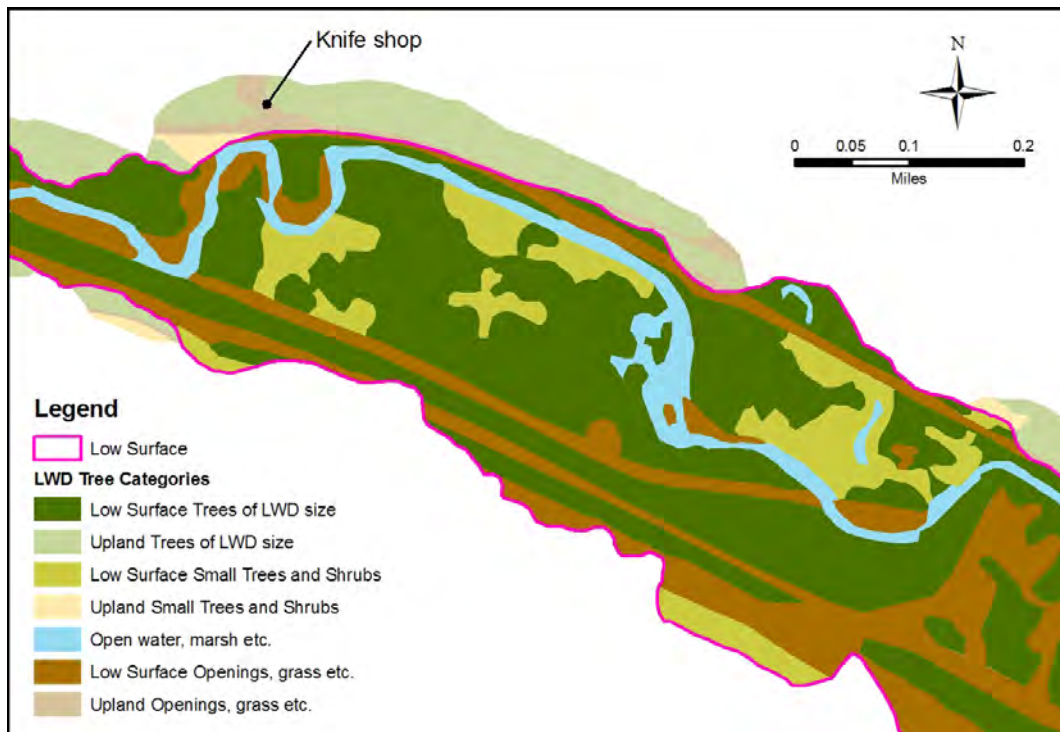 Knife shop
N
0 0.05 0.1 0.2
Miles
Legend
Low Surface
LWD Tree Categories
Low Surface Trees of LWD size
Upland Trees of LWD size
Low Surface Small Trees and Shrubs
Upland Small Trees and Shrubs
Open water, marsh etc.
Low Surface Openings, grass etc.
Upland Openings, grass etc.